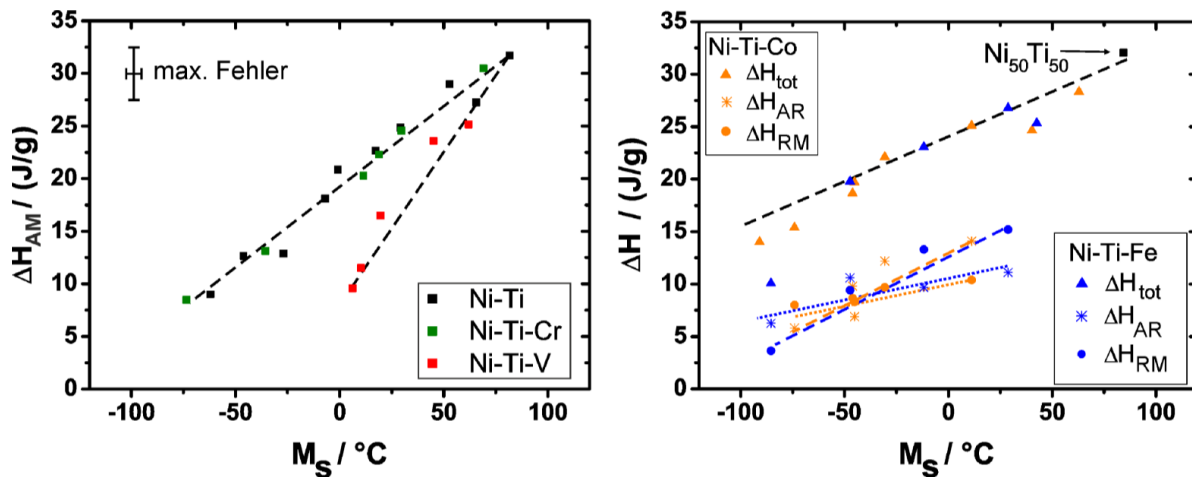 35
30
25
20
15
10
5
0
ΔH_AM / (J/g)
max. Fehler
Ni-Ti
Ni-Ti-Cr
Ni-Ti-V
-100 -50 0 50 100
M_S / °C
35
30
25
20
15
10
5
0
ΔH / (J/g)
Ni-Ti-Co
ΔH_tot
ΔH_AR
ΔH_RM
Ni₅₀Ti₅₀
Ni-Ti-Fe
ΔH_tot
ΔH_AR
ΔH_RM
-100 -50 0 50 100
M_S / °C